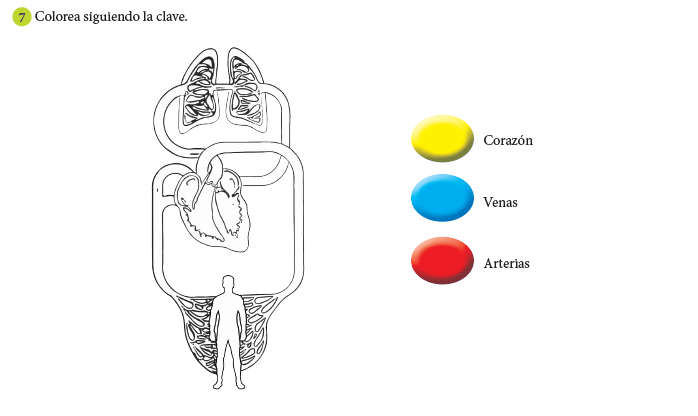 7 Colorea siguiendo la clave.
Corazón
Venas
Arterias